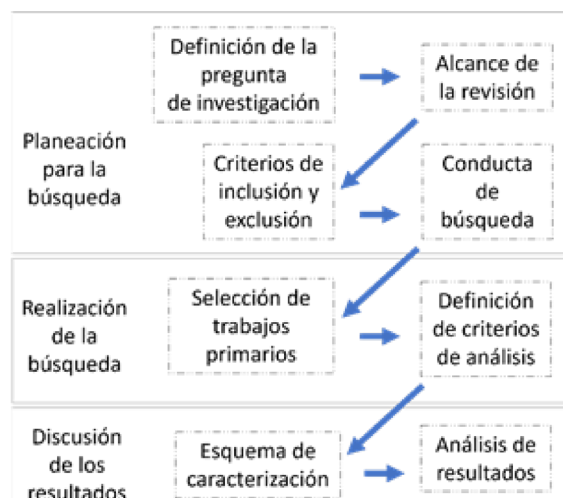 Definición de la
pregunta
de investigación
Alcance de
la revisión
Planeación
para la
búsqueda
Criterios de
inclusión y
exclusión
Conducta
de
búsqueda
Realización
de la
búsqueda
Selección de
trabajos
primarios
Definición
de criterios
de análisis
Discusión
de los
resultados
Esquema de
caracterización
Análisis de
resultados